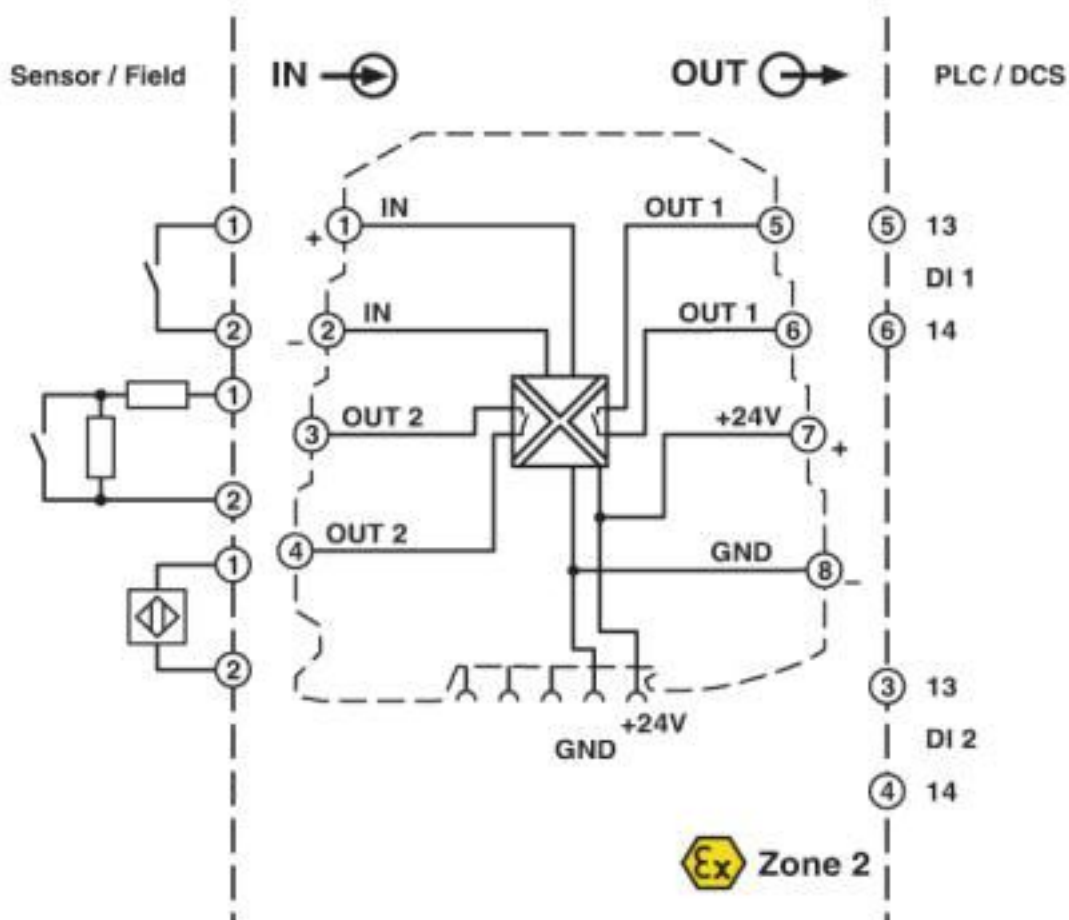 Sensor / Field
IN
OUT
PLC / DCS
1
+
1
IN
OUT 1
5
5
13
DI 1
2
–
2
IN
OUT 1
6
6
14
1
3
OUT 2
+24V
7
+
2
4
OUT 2
GND
8
–
1
2
+24V
GND
3
13
DI 2
4
14
Ex
Zone 2